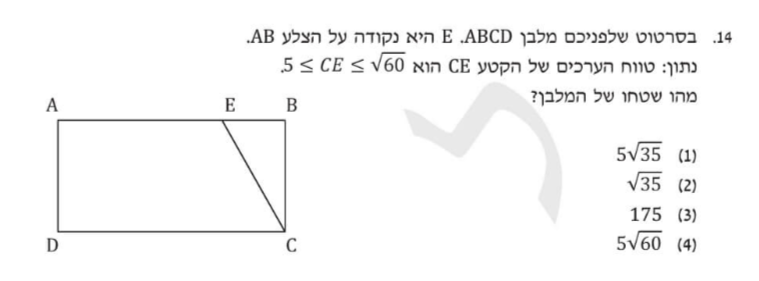 14. בסרטוט שלפניכם מלבן ABCD. E היא נקודה על הצלע AB.
נתון: טווח הערכים של הקטע CE הוא 5 ≤ CE ≤ √60.
מהו שטחו של המלבן?
A E B
D C
(1) 5√35
(2) √35
(3) 175
(4) 5√60